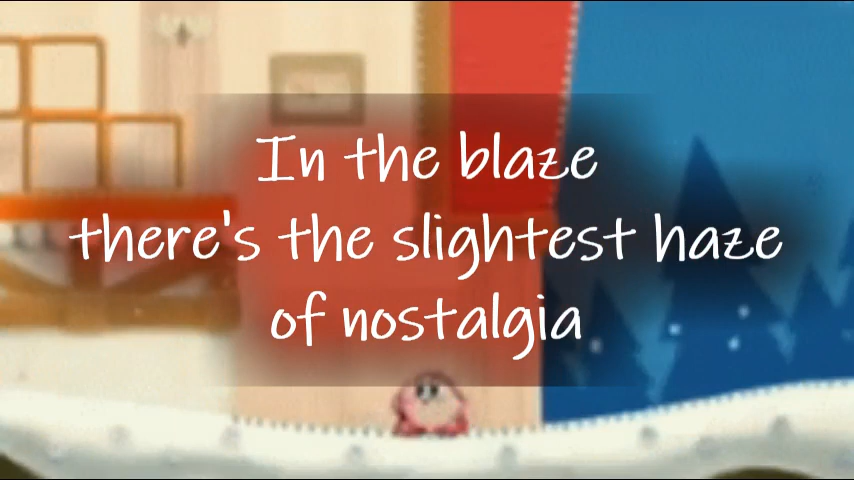 In the blaze
there's the slightest haze
of nostalgia